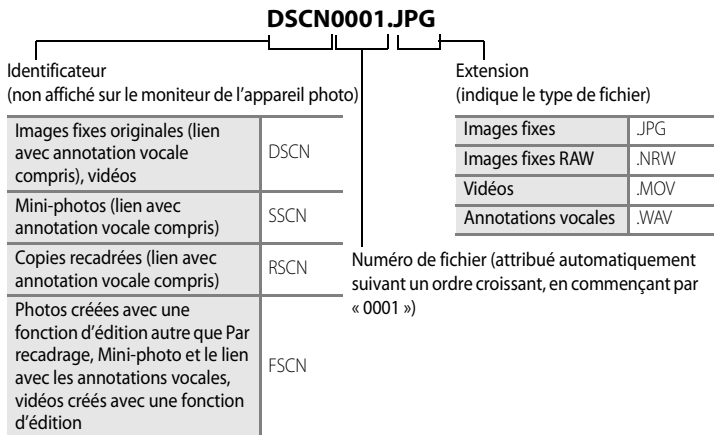 DSCN0001.JPG
Identificateur
(non affiché sur le moniteur de l'appareil photo)
Images fixes originales (lien
avec annotation vocale
compris), vidéos
DSCN
Mini-photos (lien avec
annotation vocale compris)
SSCN
Copies recadrées (lien avec
annotation vocale compris)
RSCN
Photos créées avec une
fonction d'édition autre que Par
recadrage, Mini-photo et le lien
avec les annotations vocales,
vidéos créés avec une fonction
d'édition
FSCN
Extension
(indique le type de fichier)
Images fixes .JPG
Images fixes RAW .NRW
Vidéos .MOV
Annotations vocales .WAV
Numéro de fichier (attribué automatiquement
suivant un ordre croissant, en commençant par
« 0001 »)